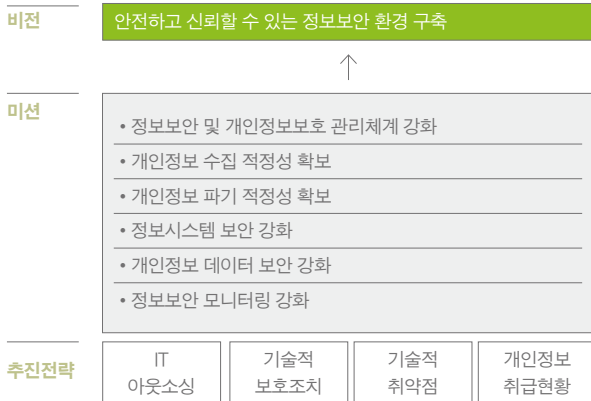 비전
안전하고 신뢰할 수 있는 정보보안 환경 구축
미션
• 정보보안 및 개인정보보호 관리체계 강화
• 개인정보 수집 적정성 확보
• 개인정보 파기 적정성 확보
• 정보시스템 보안 강화
• 개인정보 데이터 보안 강화
• 정보보안 모니터링 강화
추진전략
IT
아웃소싱
기술적
보호조치
기술적
취약점
개인정보
취급현황